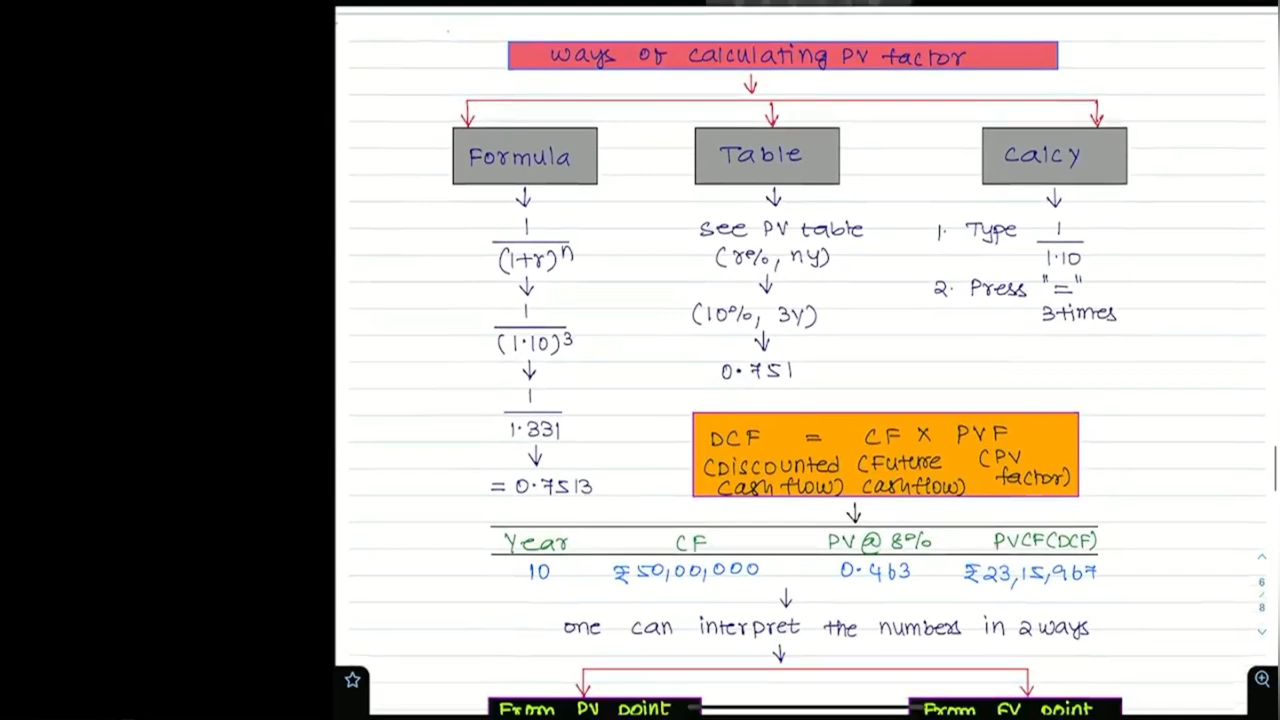 ways of calculating PV factor
Formula
1
(1+r)^n
1
(1.10)^3
1
1.331
= 0.7513
Table
See PV table
(r%, ny)
(10%, 3Y)
0.751
Calcy
1. Type 1
1.10
2. Press "="
3times
DCF = CF X PVF
(Discounted (Future (PV
cashflow) cashflow) factor)
Year CF PV@8% PVCF(DCF)
10 ₹50,00,000 0.463 ₹23,15,967
one can interpret the numbers in 2 ways
From PV point
From FV point
6
/
8